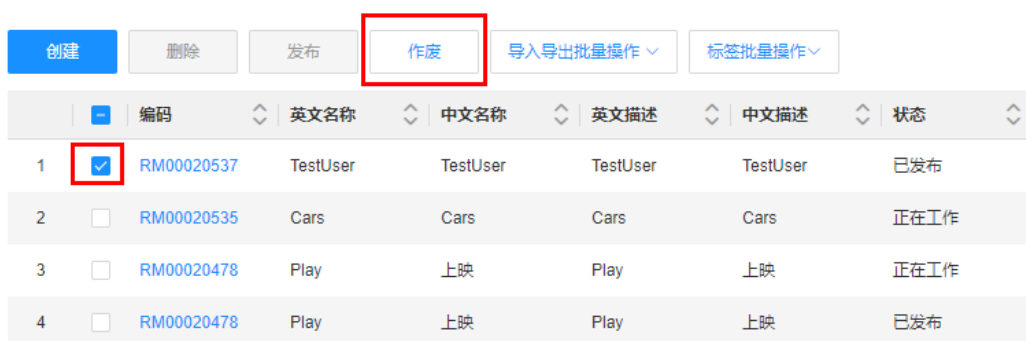 创建 删除 发布 作废 导入导出批量操作 标签批量操作
编码 英文名称 中文名称 英文描述 中文描述 状态
1 RM00020537 TestUser TestUser TestUser TestUser 已发布
2 RM00020535 Cars Cars Cars Cars 正在工作
3 RM00020478 Play 上映 Play 上映 正在工作
4 RM00020478 Play 上映 Play 上映 已发布